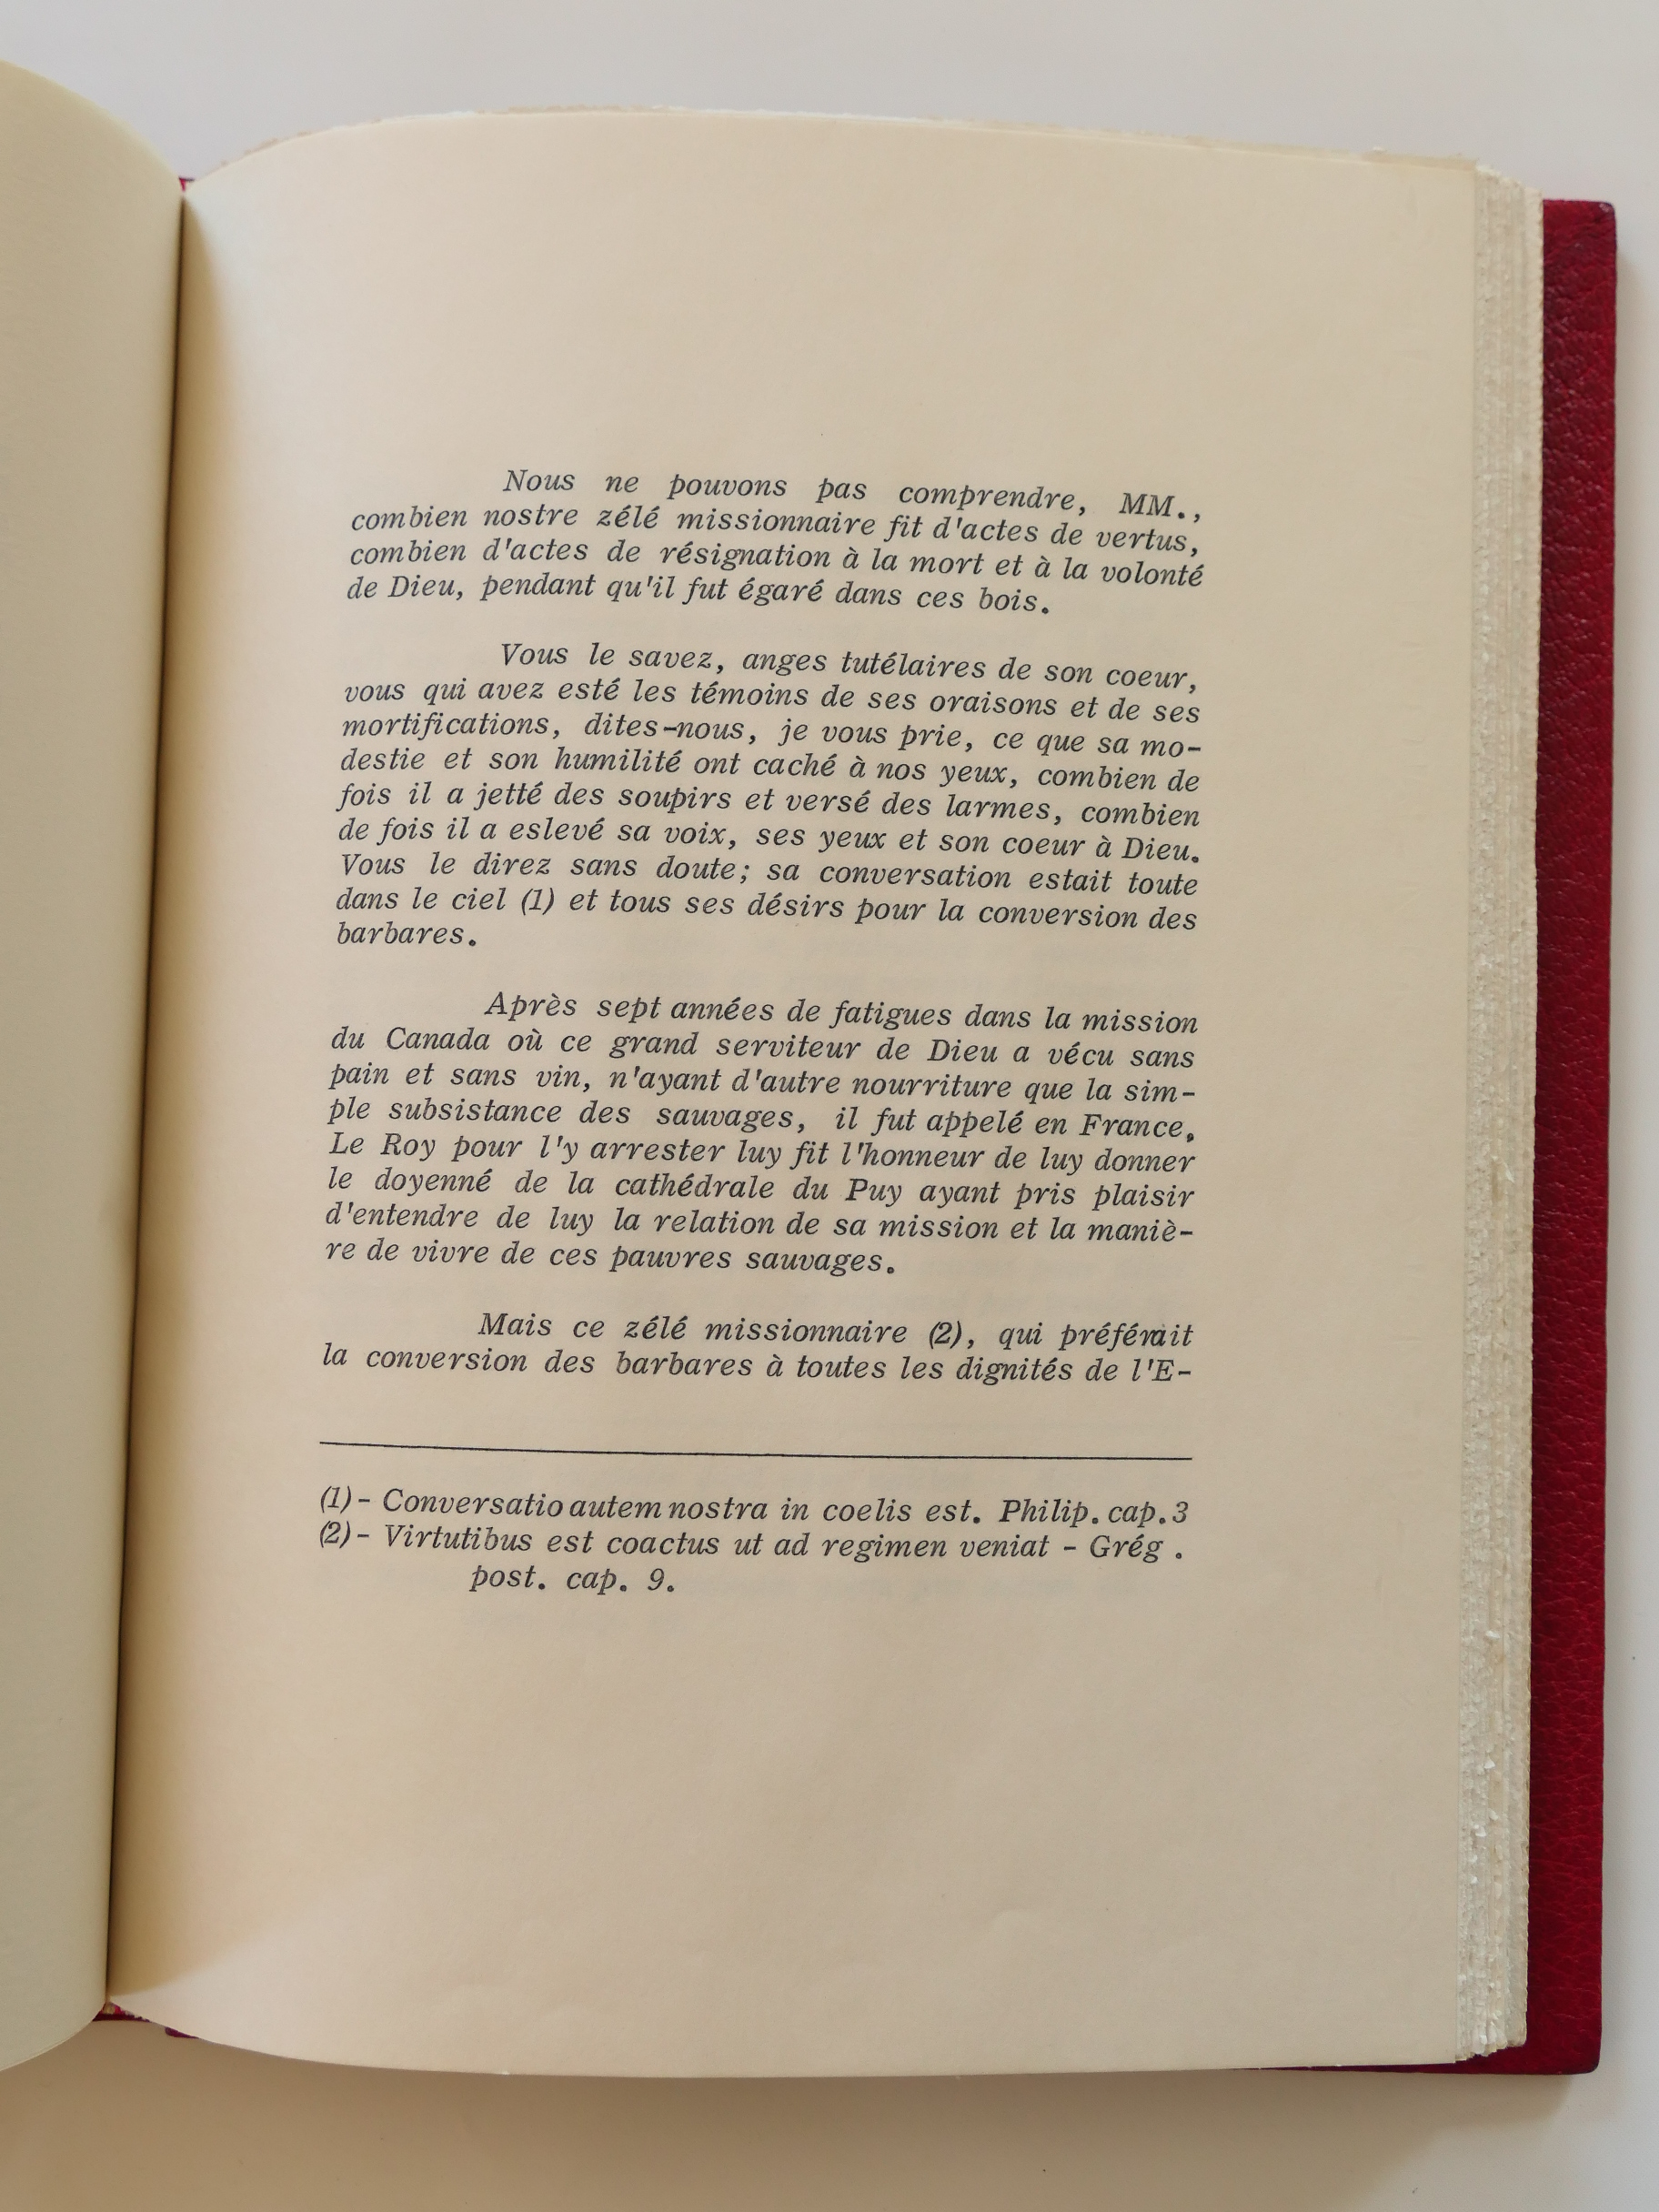 Nous ne pouvons pas comprendre, MM.,
combien nostre zélé missionnaire fit d'actes de vertus,
combien d'actes de résignation à la mort et à la volonté
de Dieu, pendant qu'il fut égaré dans ces bois.
Vous le savez, anges tutélaires de son coeur,
vous qui avez esté les témoins de ses oraisons et de ses
mortifications, dites-nous, je vous prie, ce que sa mo-
destie et son humilité ont caché à nos yeux, combien de
fois il a jetté des soupirs et versé des larmes, combien
de fois il a eslevé sa voix, ses yeux et son coeur à Dieu.
Vous le direz sans doute; sa conversation estait toute
dans le ciel (1) et tous ses désirs pour la conversion des
barbares.
Après sept années de fatigues dans la mission
du Canada où ce grand serviteur de Dieu a vécu sans
pain et sans vin, n'ayant d'autre nourriture que la sim-
ple subsistance des sauvages, il fut appelé en France.
Le Roy pour l'y arrester luy fit l'honneur de luy donner
le doyenné de la cathédrale du Puy ayant pris plaisir
d'entendre de luy la relation de sa mission et la maniè-
re de vivre de ces pauvres sauvages.
Mais ce zélé missionnaire (2), qui préférait
la conversion des barbares à toutes les dignités de l'E-
(1)- Conversatio autem nostra in coelis est. Philip. cap.3
(2)- Virtutibus est coactus ut ad regimen veniat - Grég .
post. cap. 9.